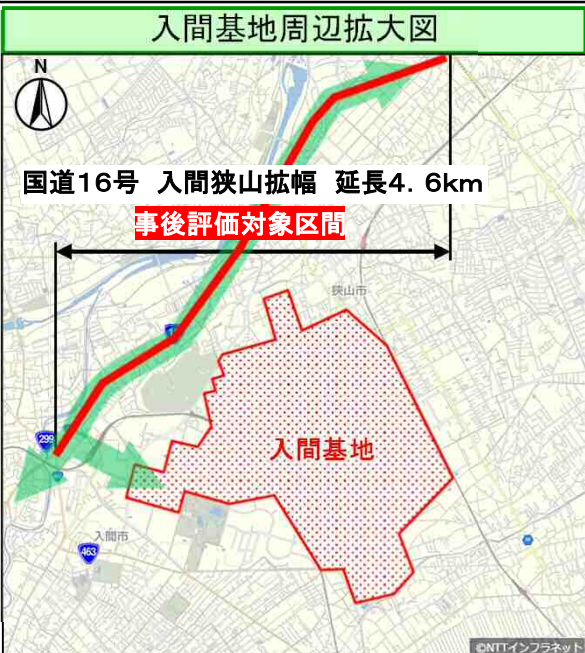 入間基地周辺拡大図
N
国道16号 入間狭山拡幅 延長4．6km
事後評価対象区間
狭山市
入間基地
299
入間市
463
©NTTインフラネット